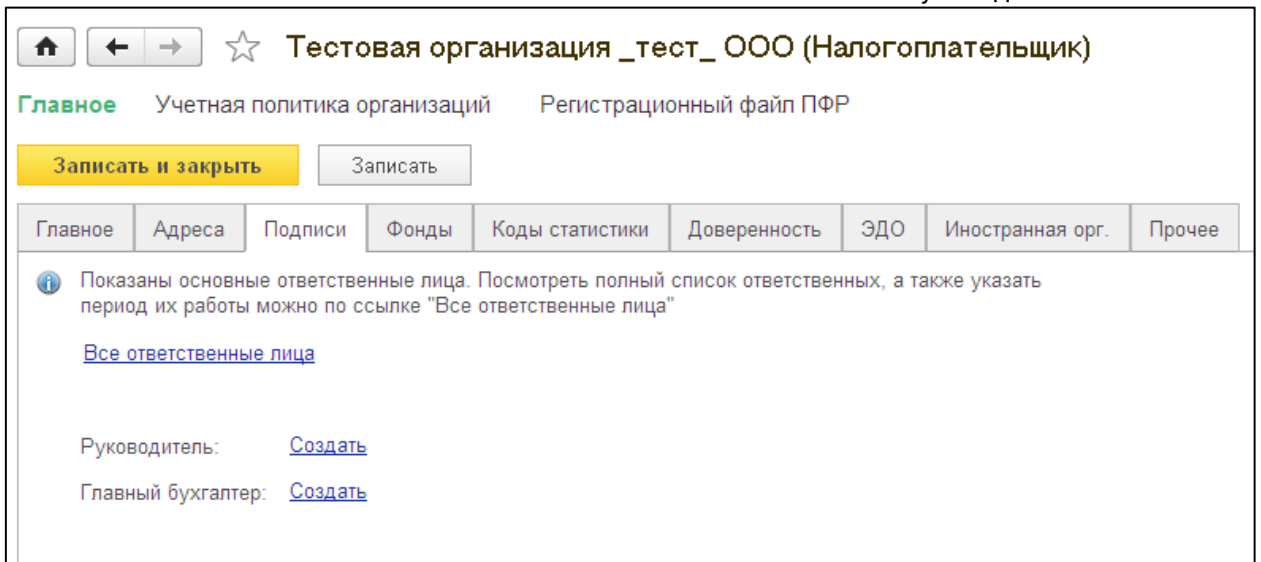 Тестовая организация _тест_ ООО (Налогоплательщик)
Главное Учетная политика организаций Регистрационный файл ПФР
Записать и закрыть Записать
Главное Адреса Подписи Фонды Коды статистики Доверенность ЭДО Иностранная орг. Прочее
Показаны основные ответственные лица. Посмотреть полный список ответственных, а также указать
период их работы можно по ссылке "Все ответственные лица"
Все ответственные лица
Руководитель: Создать
Главный бухгалтер: Создать